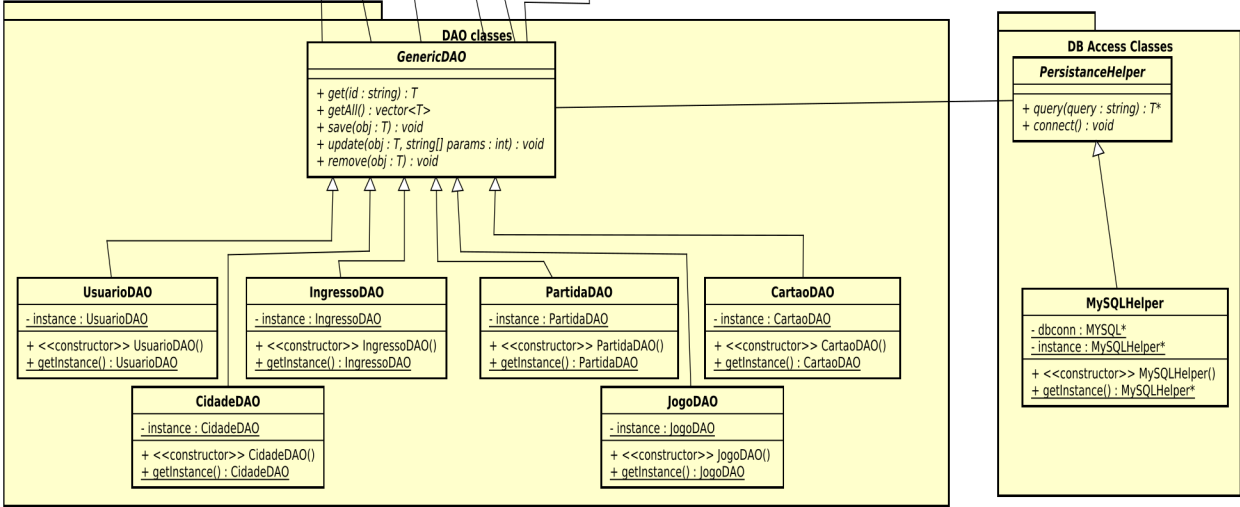 DAO classes
GenericDAO
+ get(id : string) : T
+ getAll() : vector<T>
+ save(obj : T) : void
+ update(obj : T, string[] params : int) : void
+ remove(obj : T) : void
DB Access Classes
PersistanceHelper
+ query(query : string) : T*
+ connect() : void
UsuarioDAO
- instance : UsuarioDAO
+ <<constructor>> UsuarioDAO()
+ getInstance() : UsuarioDAO
IngressoDAO
- instance : IngressoDAO
+ <<constructor>> IngressoDAO()
+ getInstance() : IngressoDAO
PartidaDAO
- instance : PartidaDAO
+ <<constructor>> PartidaDAO()
+ getInstance() : PartidaDAO
CartaoDAO
- instance : CartaoDAO
+ <<constructor>> CartaoDAO()
+ getInstance() : CartaoDAO
MySQLHelper
- dbconn : MYSQL*
- instance : MySQLHelper*
+ <<constructor>> MySQLHelper()
+ getInstance() : MySQLHelper*
CidadeDAO
- instance : CidadeDAO
+ <<constructor>> CidadeDAO()
+ getInstance() : CidadeDAO
JogoDAO
- instance : JogoDAO
+ <<constructor>> JogoDAO()
+ getInstance() : JogoDAO